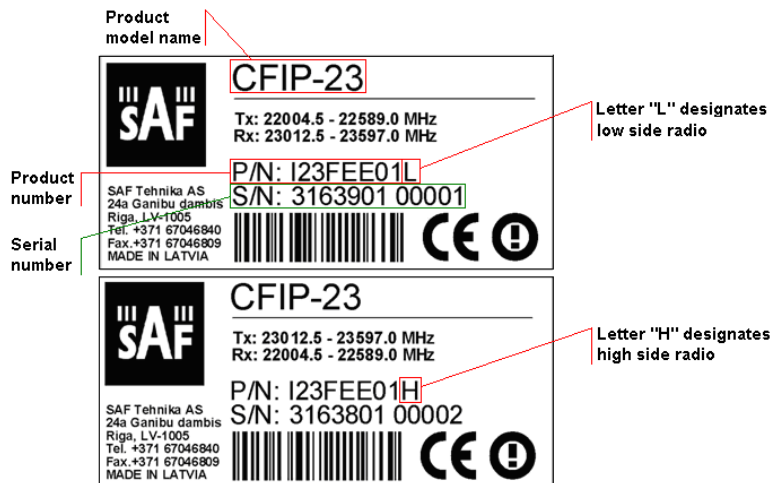 Product
model name
SAF
CFIP-23
Tx: 22004.5 - 22589.0 MHz
Rx: 23012.5 - 23597.0 MHz
Letter "L" designates
low side radio
P/N: I23FEE01L
Product
number
S/N: 3163901 00001
SAF Tehnika AS
24a Ganibu dambis
Riga, LV-1005
Tel. +371 67046840
Fax.+371 67046809
MADE IN LATVIA
Serial
number
CE
SAF
CFIP-23
Tx: 23012.5 - 23597.0 MHz
Rx: 22004.5 - 22589.0 MHz
Letter "H" designates
high side radio
P/N: I23FEE01H
S/N: 3163801 00002
SAF Tehnika AS
24a Ganibu dambis
Riga, LV-1005
Tel. +371 67046840
Fax.+371 67046809
MADE IN LATVIA
CE